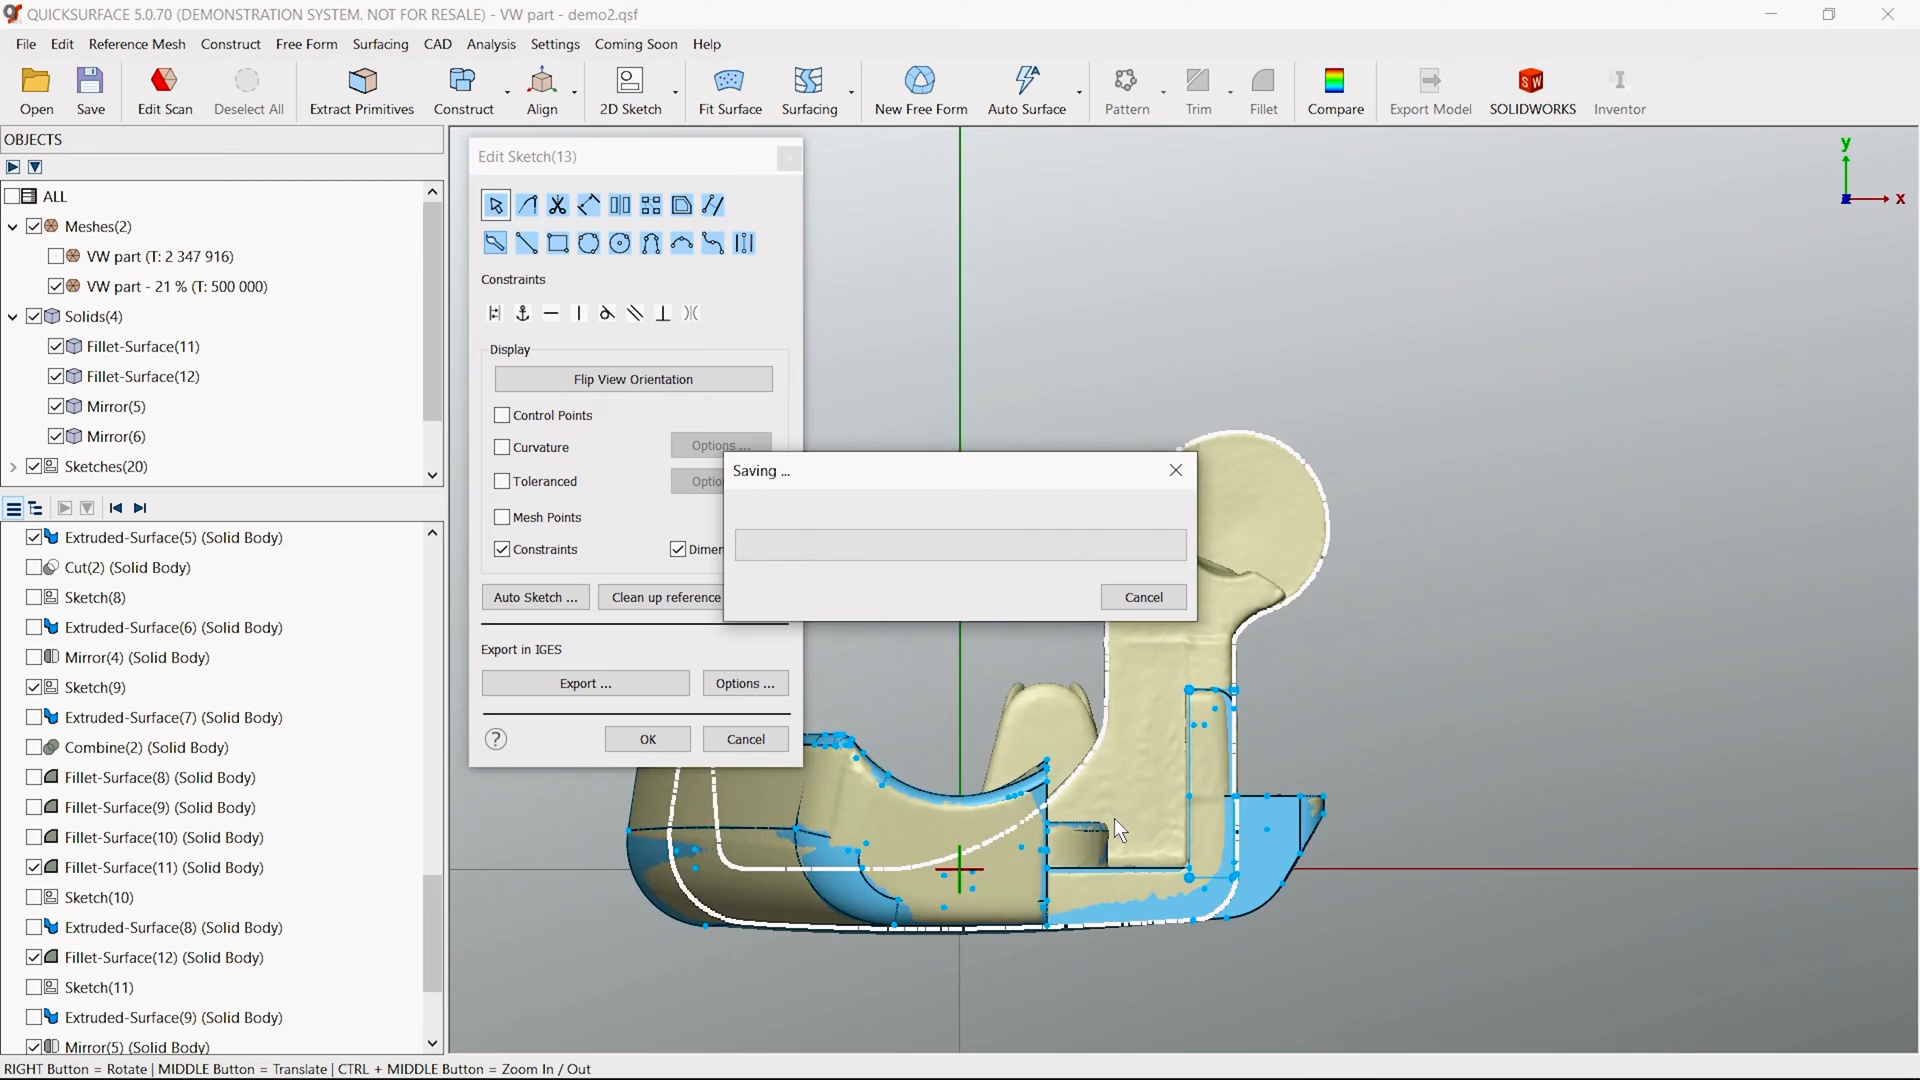 QUICKSURFACE 5.0.70 (DEMONSTRATION SYSTEM. NOT FOR RESALE) - VW part - demo2.qsf
File Edit Reference Mesh Construct Free Form Surfacing CAD Analysis Settings Coming Soon Help
Open Save Edit Scan Deselect All Extract Primitives Construct Align 2D Sketch Fit Surface Surfacing New Free Form Auto Surface Pattern Trim Fillet Compare Export Model SOLIDWORKS Inventor
OBJECTS
ALL
Meshes(2)
VW part (T: 2 347 916)
VW part - 21 % (T: 500 000)
Solids(4)
Fillet-Surface(11)
Fillet-Surface(12)
Mirror(5)
Mirror(6)
Sketches(20)
Extruded-Surface(5) (Solid Body)
Cut(2) (Solid Body)
Sketch(8)
Extruded-Surface(6) (Solid Body)
Mirror(4) (Solid Body)
Sketch(9)
Extruded-Surface(7) (Solid Body)
Combine(2) (Solid Body)
Fillet-Surface(8) (Solid Body)
Fillet-Surface(9) (Solid Body)
Fillet-Surface(10) (Solid Body)
Fillet-Surface(11) (Solid Body)
Sketch(10)
Extruded-Surface(8) (Solid Body)
Fillet-Surface(12) (Solid Body)
Sketch(11)
Extruded-Surface(9) (Solid Body)
Mirror(5) (Solid Body)
Edit Sketch(13)
Constraints
Display
Flip View Orientation
Control Points
Curvature Options ...
Toleranced Optio
Mesh Points
Constraints Dimen
Auto Sketch ... Clean up reference
Export in IGES
Export ... Options ...
? OK Cancel
Saving ...
Cancel
y
x
RIGHT Button = Rotate | MIDDLE Button = Translate | CTRL + MIDDLE Button = Zoom In / Out